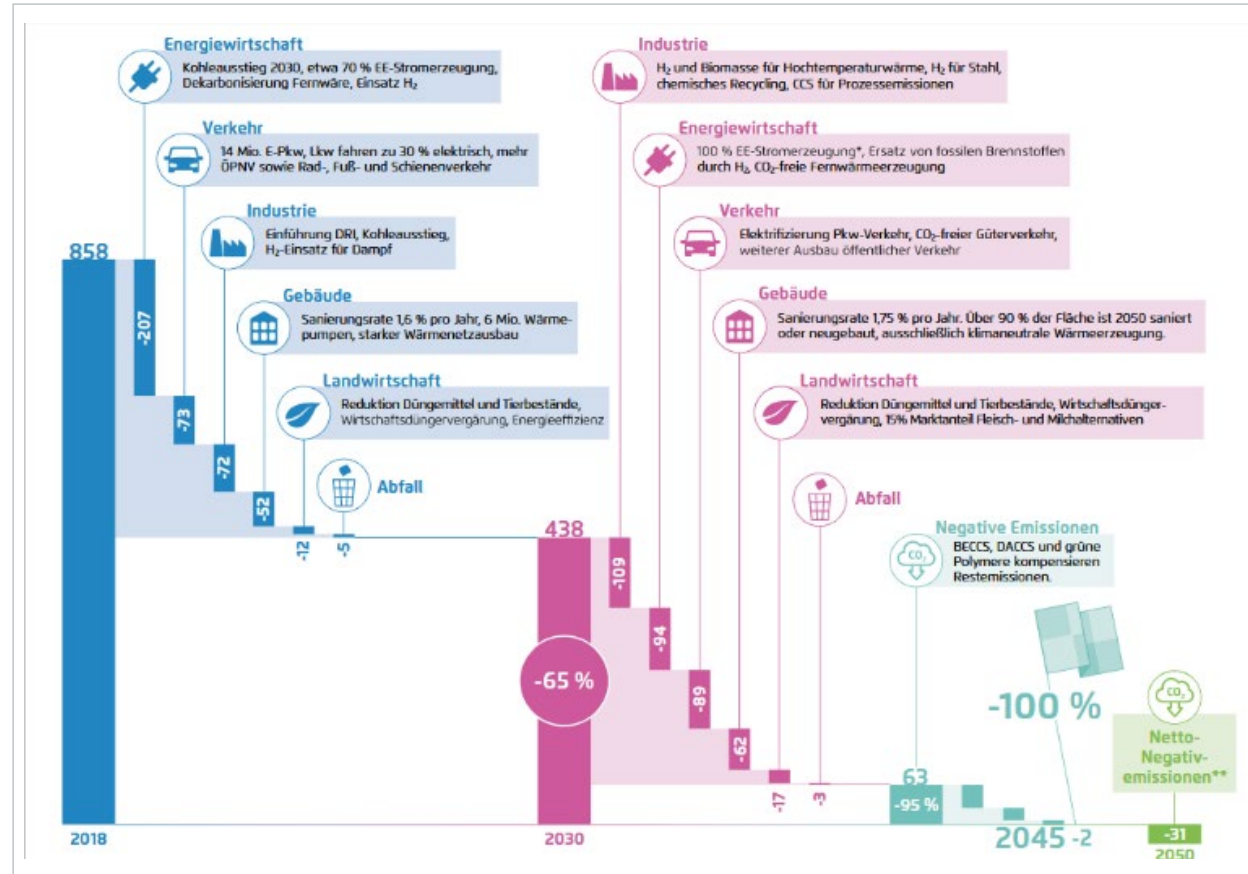 Energiewirtschaft
Kohleausstieg 2030, etwa 70 % EE-Stromerzeugung,
Dekarbonisierung Fernwäre, Einsatz H₂
Verkehr
14 Mio. E-Pkw, Lkw fahren zu 30 % elektrisch, mehr
ÖPNV sowie Rad-, Fuß- und Schienenverkehr
Industrie
Einführung DRI, Kohleausstieg,
H₂-Einsatz für Dampf
Gebäude
Sanierungsrate 1,6 % pro Jahr, 6 Mio. Wärme-
pumpen, starker Wärmenetzausbau
Landwirtschaft
Reduktion Düngemittel und Tierbestände,
Wirtschaftsdüngervergärung, Energieeffizienz
Abfall
858
-207
-73
-72
-52
-12
-5
2018
Industrie
H₂ und Biomasse für Hochtemperaturwärme, H₂ für Stahl,
chemisches Recycling, CCS für Prozessemissionen
Energiewirtschaft
100 % EE-Stromerzeugung*, Ersatz von fossilen Brennstoffen
durch H₂, CO₂-freie Fernwärmeerzeugung
Verkehr
Elektrifizierung Pkw-Verkehr, CO₂-freier Güterverkehr,
weiterer Ausbau öffentlicher Verkehr
Gebäude
Sanierungsrate 1,75 % pro Jahr. Über 90 % der Fläche ist 2050 saniert
oder neugebaut, ausschließlich klimaneutrale Wärmeerzeugung.
Landwirtschaft
Reduktion Düngemittel und Tierbestände, Wirtschaftsdünger-
vergärung, 15% Marktanteil Fleisch- und Milchalternativen
Abfall
438
-65 %
-109
-94
-89
-62
-17
-3
2030
Negative Emissionen
BECCS, DACCS und grüne
Polymere kompensieren
Restemissionen.
CO₂
63
-95 %
-100 %
2045
-2
CO₂
Netto-
Negativ-
emissionen**
-31
2050